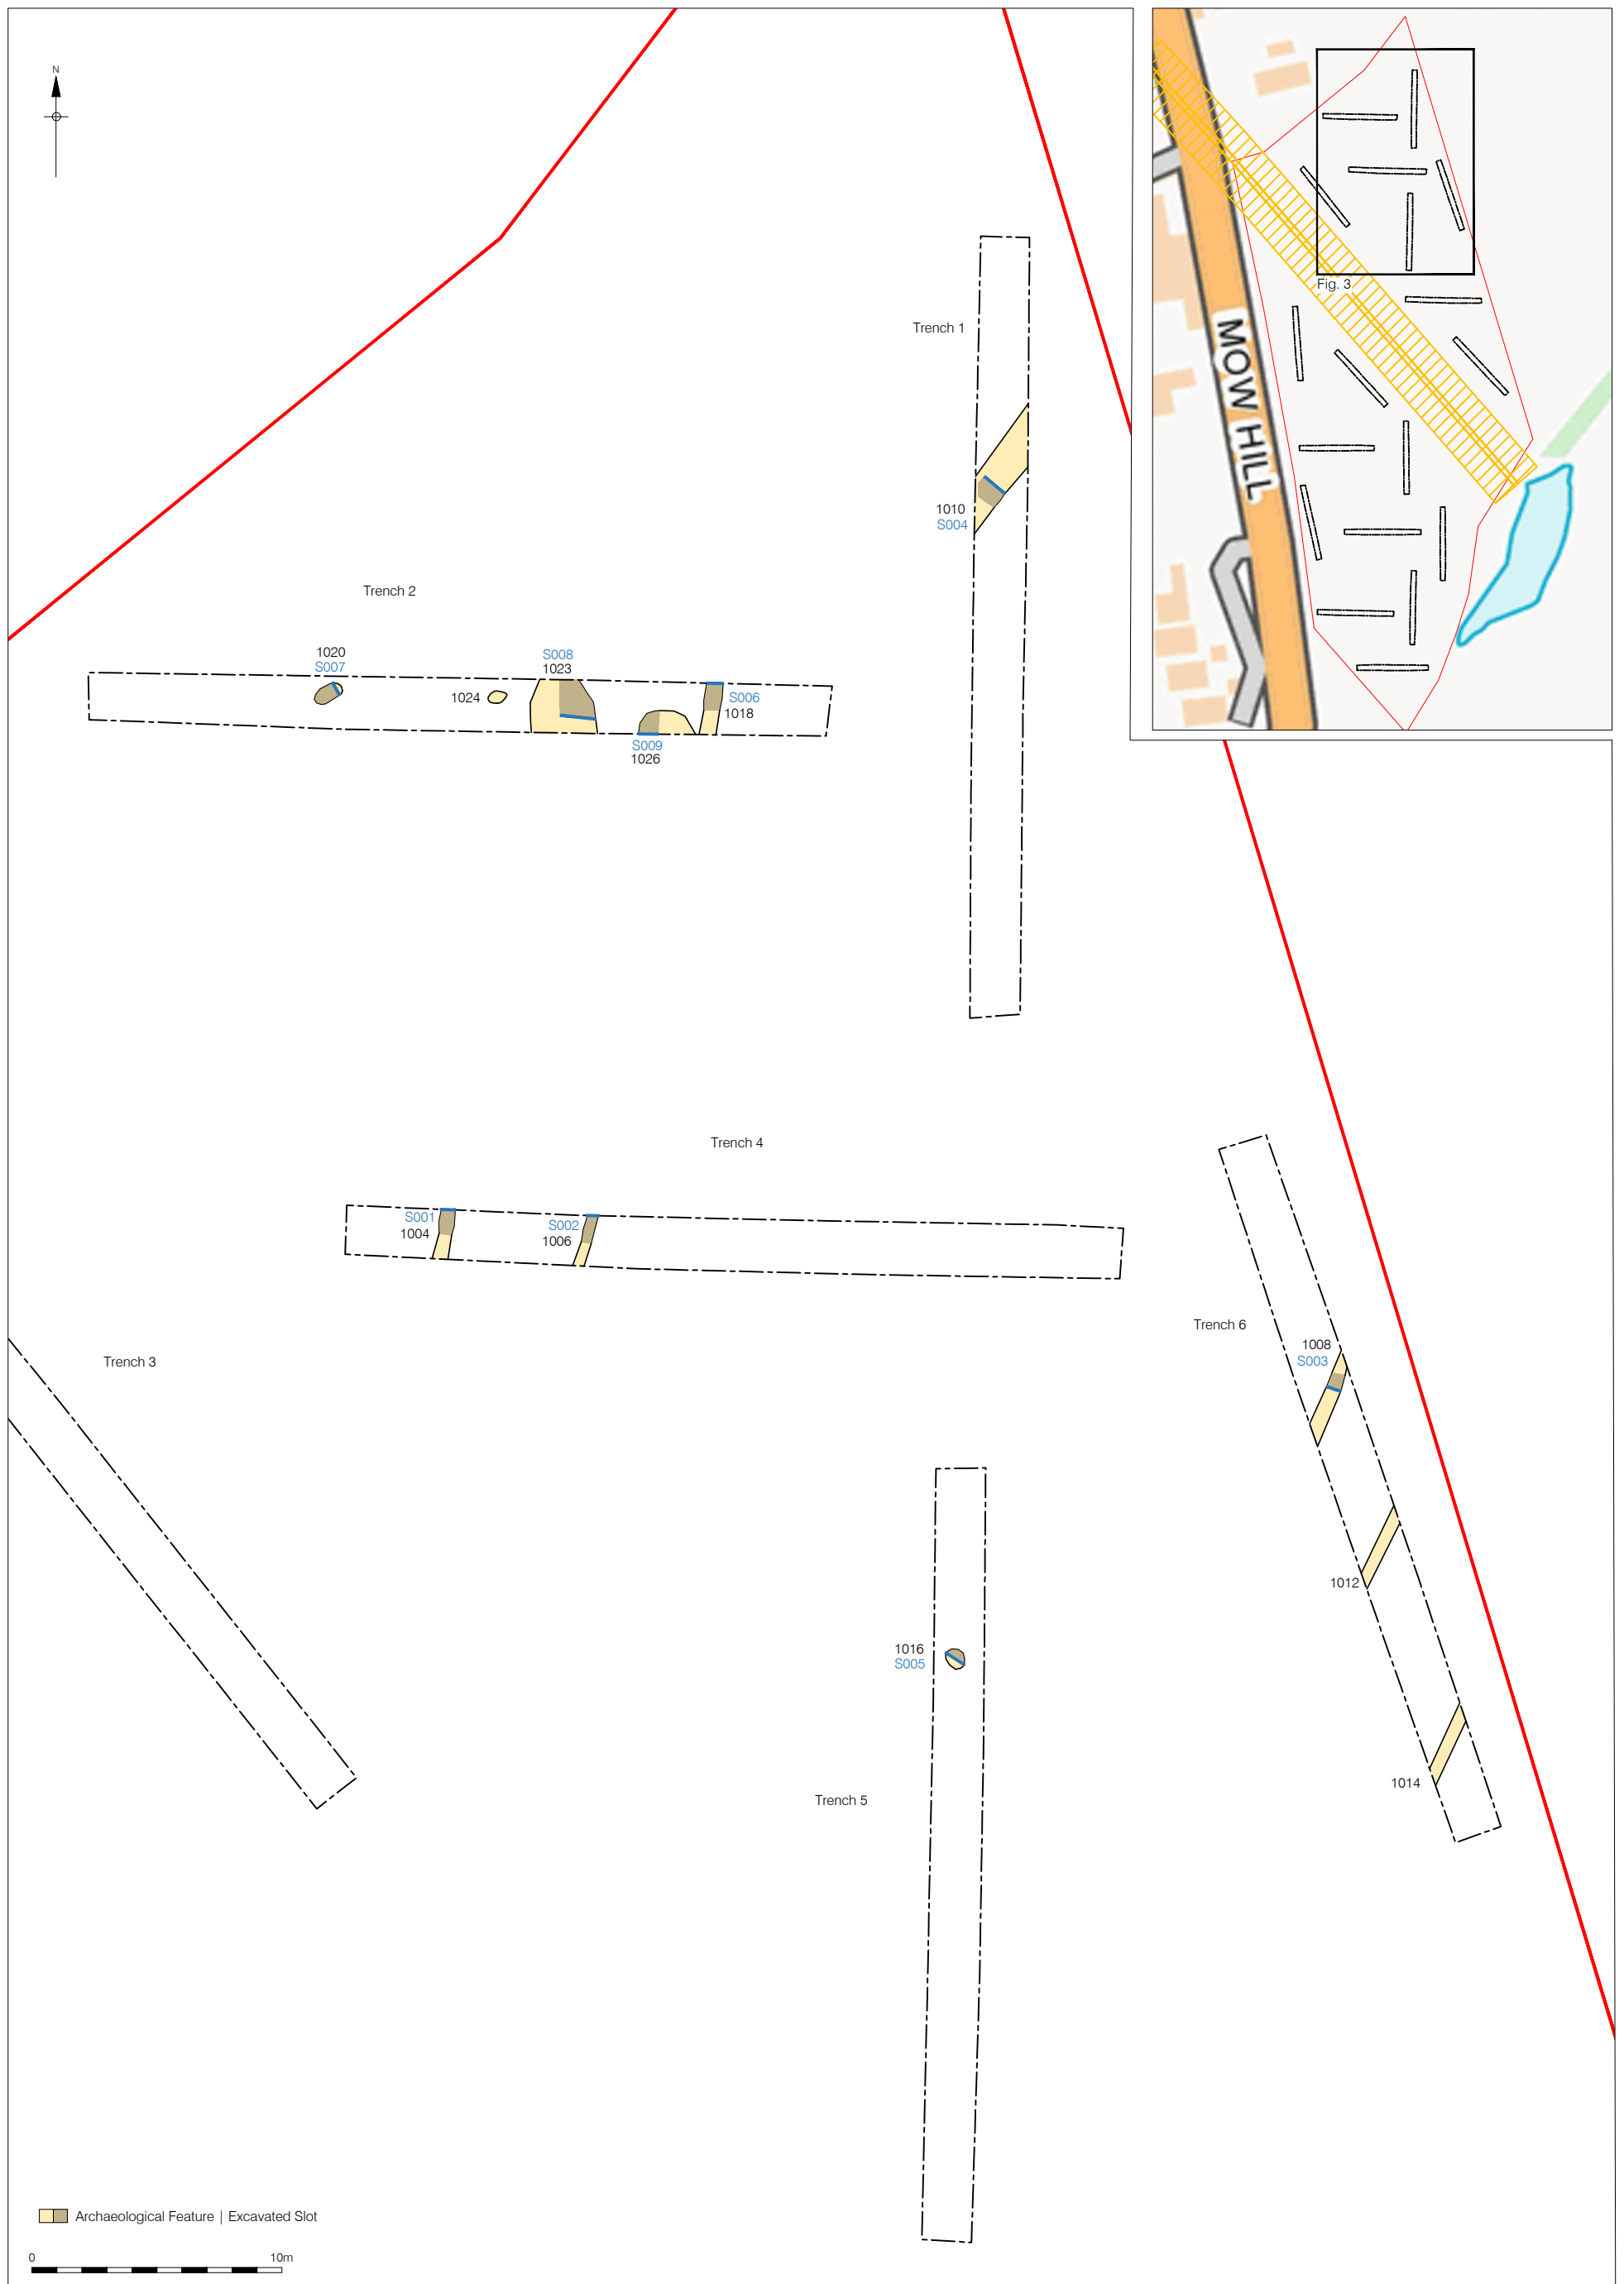 N
Fig. 3
MOW HILL
Trench 1
1010
S004
Trench 2
1020
S007
S008
1023
1024
S006
1018
S009
1026
Trench 4
S001
1004
S002
1006
Trench 6
1008
S003
Trench 3
1012
1016
S005
1014
Trench 5
Archaeological Feature | Excavated Slot
0 10m